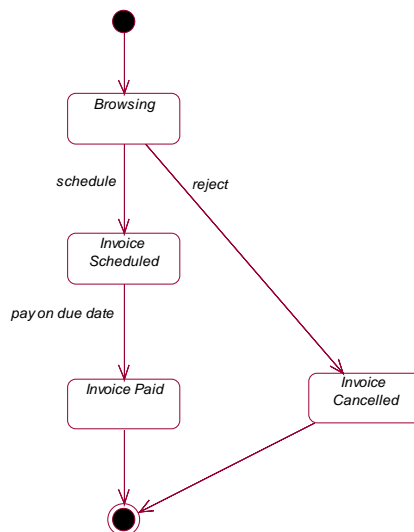 Browsing
schedule
reject
Invoice
Scheduled
pay on due date
Invoice Paid
Invoice
Cancelled